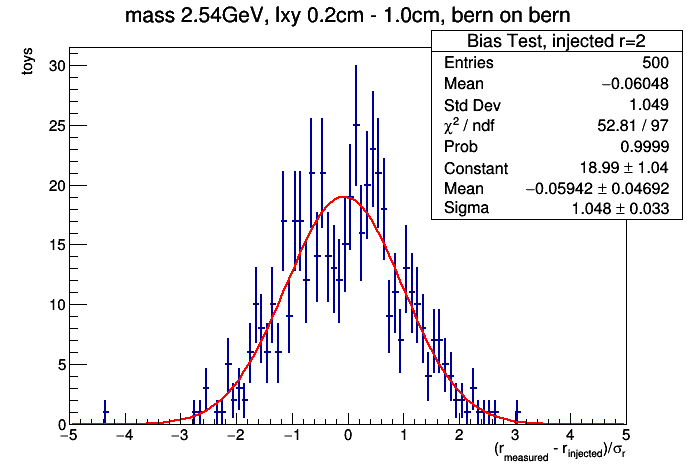 mass 2.54GeV, lxy 0.2cm - 1.0cm, bern on bern
Bias Test, injected r=2
Entries 500
Mean −0.06048
Std Dev 1.049
χ² / ndf 52.81 / 97
Prob 0.9999
Constant 18.99 ± 1.04
Mean −0.05942 ± 0.04692
Sigma 1.048 ± 0.033
toys
30
25
20
15
10
5
0
−5 −4 −3 −2 −1 0 1 2 3 4 5
(r_measured - r_injected)/σ_r